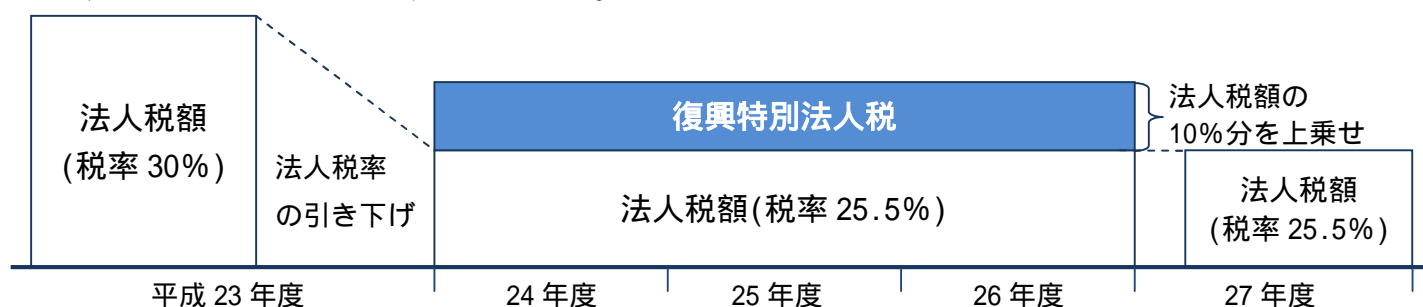 法人税額
(税率 30%)
法人税率
の引き下げ
復興特別法人税
法人税額(税率 25.5%)
法人税額の
10%分を上乗せ
法人税額
(税率 25.5%)
平成 23 年度
24 年度
25 年度
26 年度
27 年度